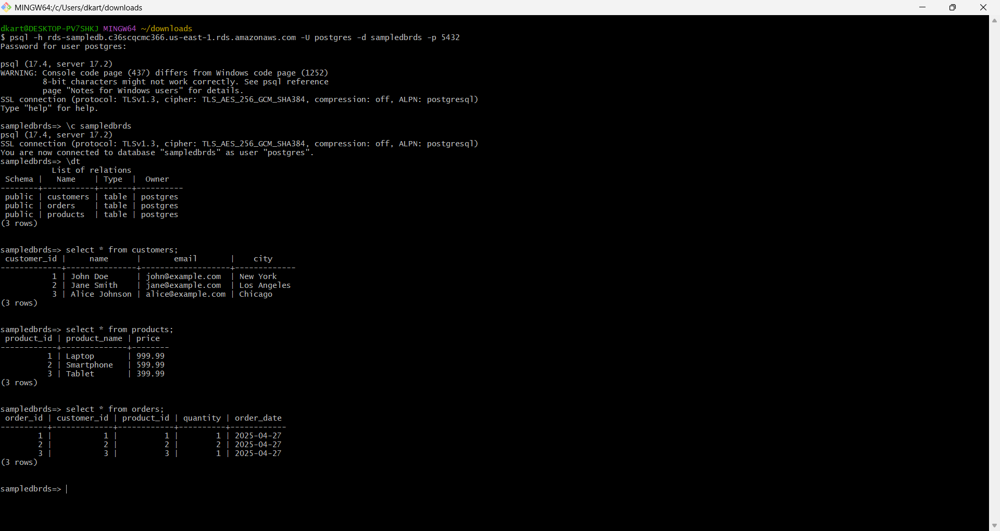 MINGW64:/c/Users/dkart/downloads
dkart@DESKTOP-PV7SHKJ MINGW64 ~/downloads
$ psql -h rds-sampledb.c36scqcmc366.us-east-1.rds.amazonaws.com -U postgres -d sampledbrds -p 5432
Password for user postgres:
psql (17.4, server 17.2)
WARNING: Console code page (437) differs from Windows code page (1252)
         8-bit characters might not work correctly. See psql reference
         page "Notes for Windows users" for details.
SSL connection (protocol: TLSv1.3, cipher: TLS_AES_256_GCM_SHA384, compression: off, ALPN: postgresql)
Type "help" for help.
sampledbrds=> \c sampledbrds
psql (17.4, server 17.2)
SSL connection (protocol: TLSv1.3, cipher: TLS_AES_256_GCM_SHA384, compression: off, ALPN: postgresql)
You are now connected to database "sampledbrds" as user "postgres".
sampledbrds=> \dt
           List of relations
 Schema |   Name    | Type  |  Owner
--------+-----------+-------+----------
 public | customers | table | postgres
 public | orders    | table | postgres
 public | products  | table | postgres
(3 rows)
sampledbrds=> select * from customers;
 customer_id |     name      |       email       |    city
-------------+---------------+-------------------+-------------
           1 | John Doe      | john@example.com  | New York
           2 | Jane Smith    | jane@example.com  | Los Angeles
           3 | Alice Johnson | alice@example.com | Chicago
(3 rows)
sampledbrds=> select * from products;
 product_id | product_name | price
------------+--------------+--------
          1 | Laptop       | 999.99
          2 | Smartphone   | 599.99
          3 | Tablet       | 399.99
(3 rows)
sampledbrds=> select * from orders;
 order_id | customer_id | product_id | quantity | order_date
----------+-------------+------------+----------+------------
        1 |           1 |          1 |        1 | 2025-04-27
        2 |           2 |          2 |        2 | 2025-04-27
        3 |           3 |          3 |        1 | 2025-04-27
(3 rows)
sampledbrds=>